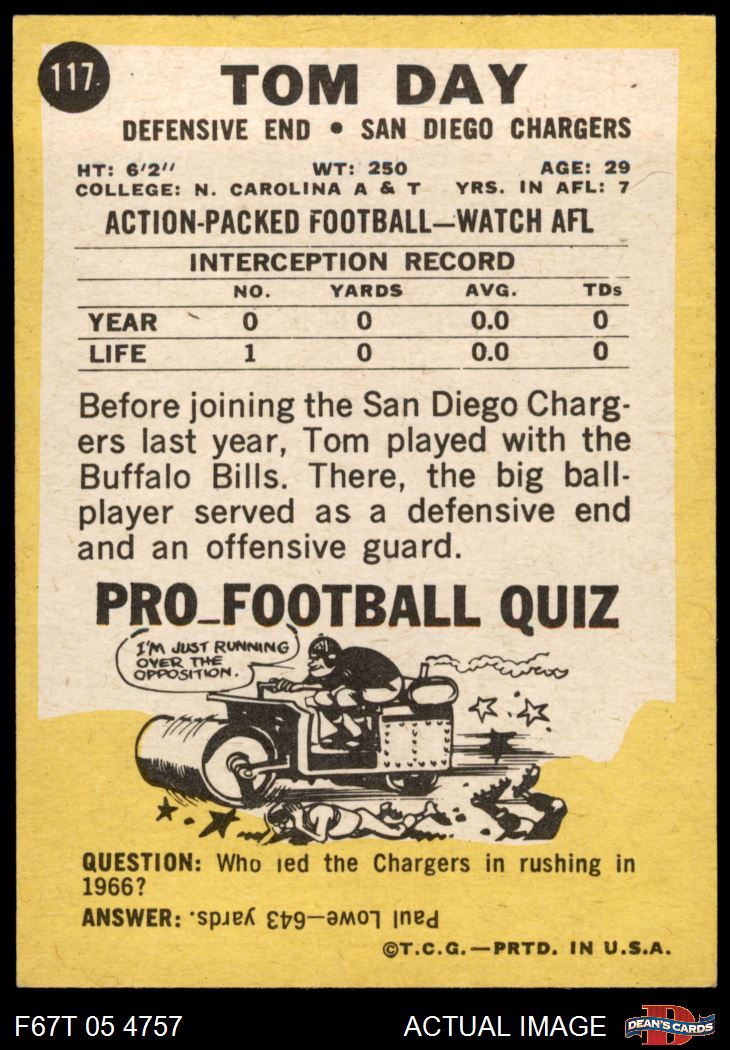 117.
TOM DAY
DEFENSIVE END • SAN DIEGO CHARGERS
HT: 6'2" WT: 250 AGE: 29
COLLEGE: N. CAROLINA A & T YRS. IN AFL: 7
ACTION-PACKED FOOTBALL—WATCH AFL
INTERCEPTION RECORD
NO. YARDS AVG. TDs
YEAR 0 0 0.0 0
LIFE 1 0 0.0 0
Before joining the San Diego Charg-
ers last year, Tom played with the
Buffalo Bills. There, the big ball-
player served as a defensive end
and an offensive guard.
PRO-FOOTBALL QUIZ
I'M JUST RUNNING
OVER THE
OPPOSITION.
QUESTION: Who led the Chargers in rushing in
1966?
ANSWER: Paul Lowe—643 yards.
©T.C.G.—PRTD. IN U.S.A.
F67T 05 4757 ACTUAL IMAGE D DEAN'S CARDS